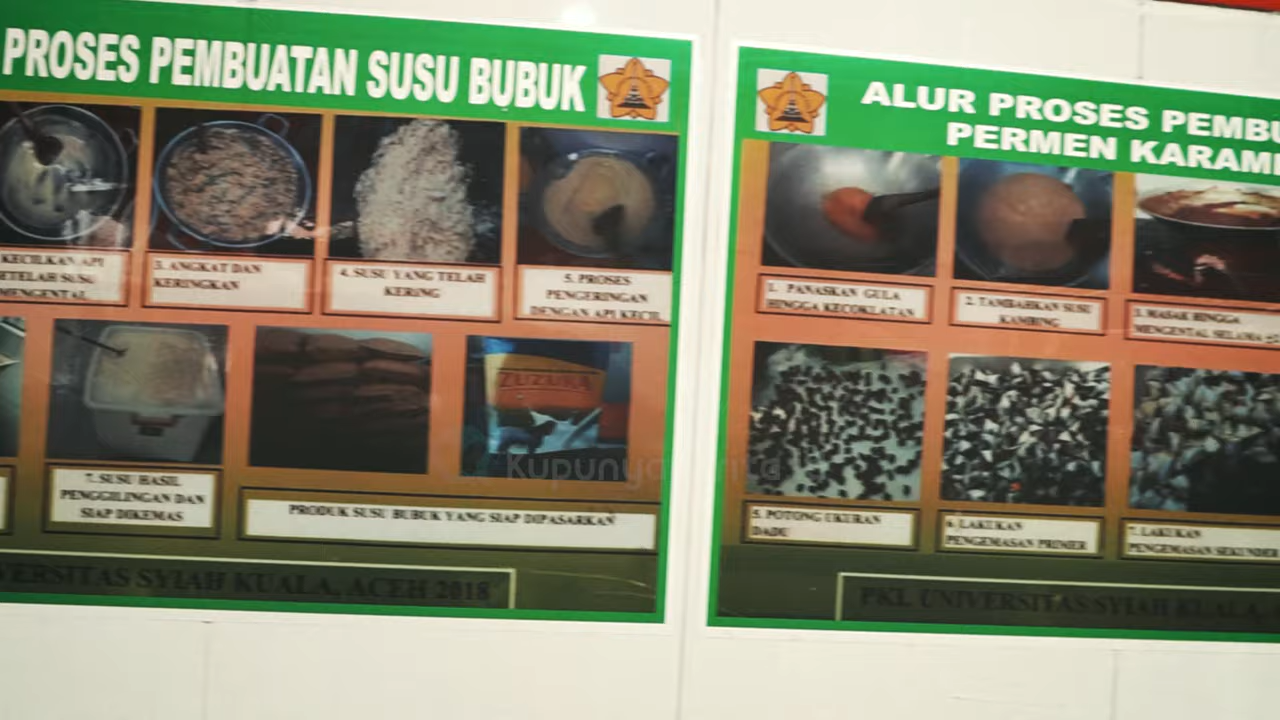 PROSES PEMBUATAN SUSU BUBUK
KECILKAN API
SETELAH SUSU
MENGENTAL
3. ANGKAT DAN
KERINGKAN
4. SUSU YANG TELAH
KERING
5. PROSES
PENGERINGAN
DENGAN API KECIL
ZUZUKA
7. SUSU HASIL
PENGGILINGAN DAN
SIAP DIKEMAS
PRODUK SUSU BUBUK YANG SIAP DIPASARKAN
VERSITAS SYIAH KUALA, ACEH 2018
ALUR PROSES PEMBU
PERMEN KARAM
1. PANASKAN GULA
HINGGA KECOKLATAN
2. TAMBAHKAN SUSU
KAMBING
3. MASAK HINGGA
MENGENTAL SELAMA
5. POTONG UKURAN
DADU
6. LAKUKAN
PENGEMASAN PRIMER
7. LAKUKAN
PENGEMASAN SEKUNDER
PKL UNIVERSITAS SYIAH KUALA,